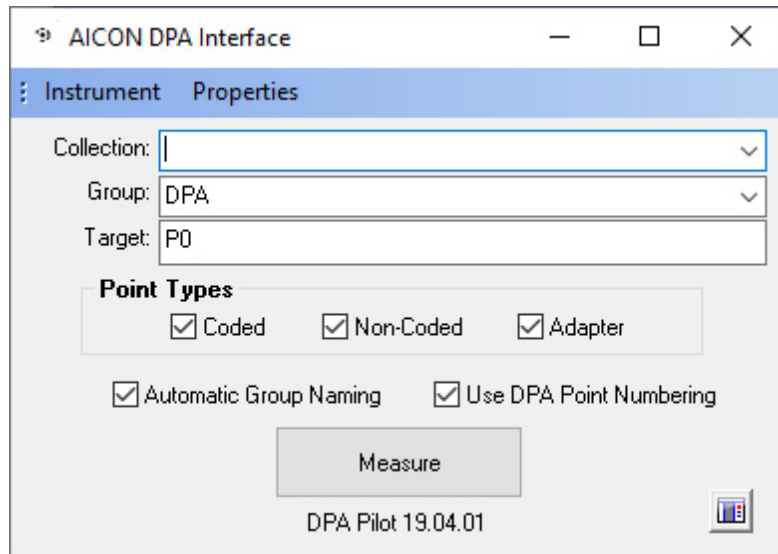 AICON DPA Interface
Instrument Properties
Collection:
Group: DPA
Target: P0
Point Types
Coded Non-Coded Adapter
Automatic Group Naming Use DPA Point Numbering
Measure
DPA Pilot 19.04.01